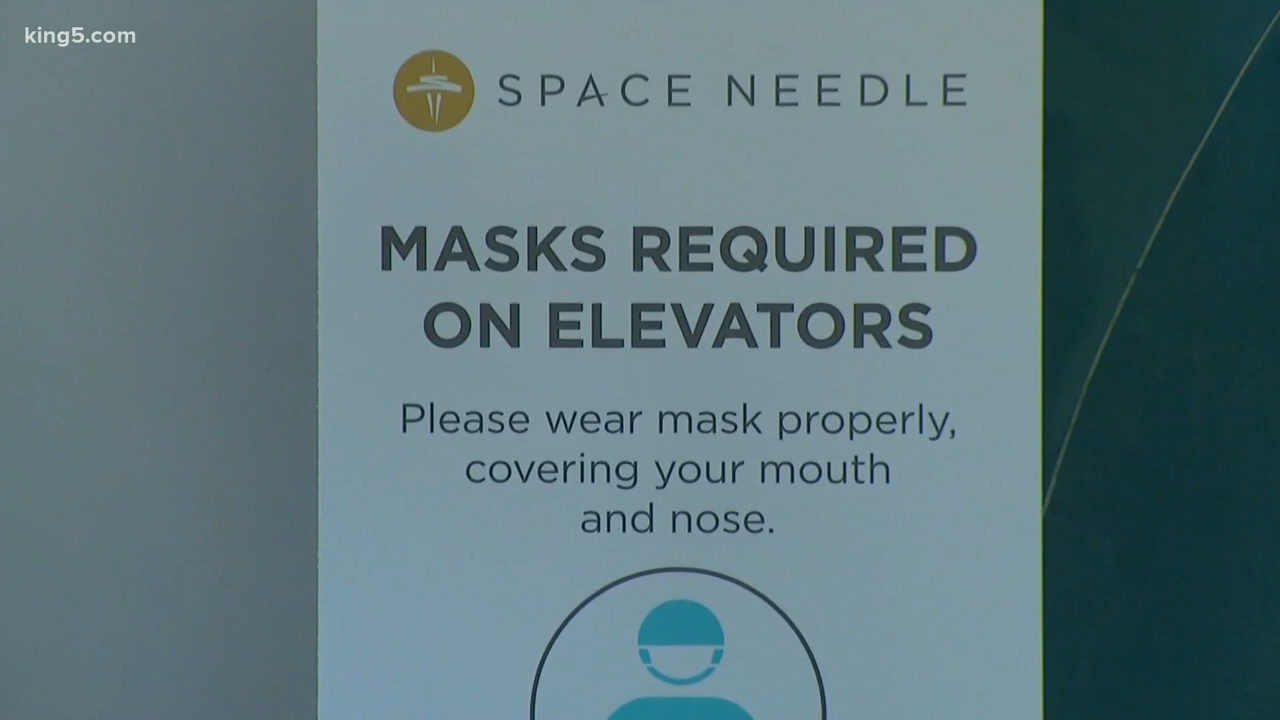 king5.com
SPACE NEEDLE
MASKS REQUIRED
ON ELEVATORS
Please wear mask properly,
covering your mouth
and nose.